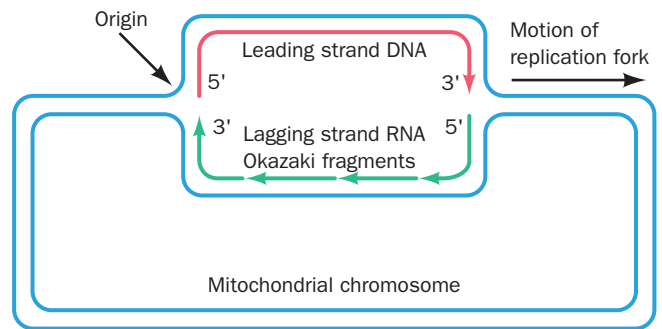 Origin
Motion of
replication fork
Leading strand DNA
5'
3'
3'
Lagging strand RNA
5'
Okazaki fragments
Mitochondrial chromosome